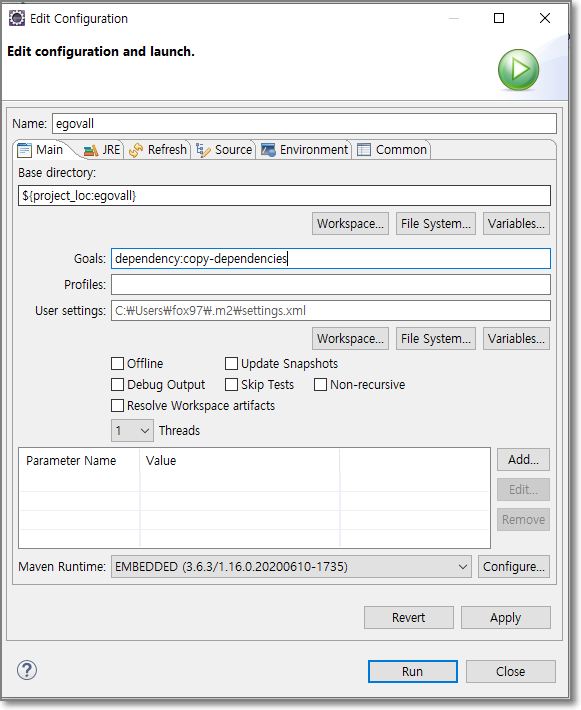 Edit Configuration
Edit configuration and launch.
Name: egovall
Main JRE Refresh Source Environment Common
Base directory:
${project_loc:egovall}
Workspace... File System... Variables...
Goals: dependency:copy-dependencies
Profiles:
User settings: C:₩Users₩fox97₩.m2₩settings.xml
Workspace... File System... Variables...
Offline Update Snapshots
Debug Output Skip Tests Non-recursive
Resolve Workspace artifacts
1 Threads
Parameter Name Value
Add...
Edit...
Remove
Maven Runtime: EMBEDDED (3.6.3/1.16.0.20200610-1735) Configure...
Revert Apply
? Run Close